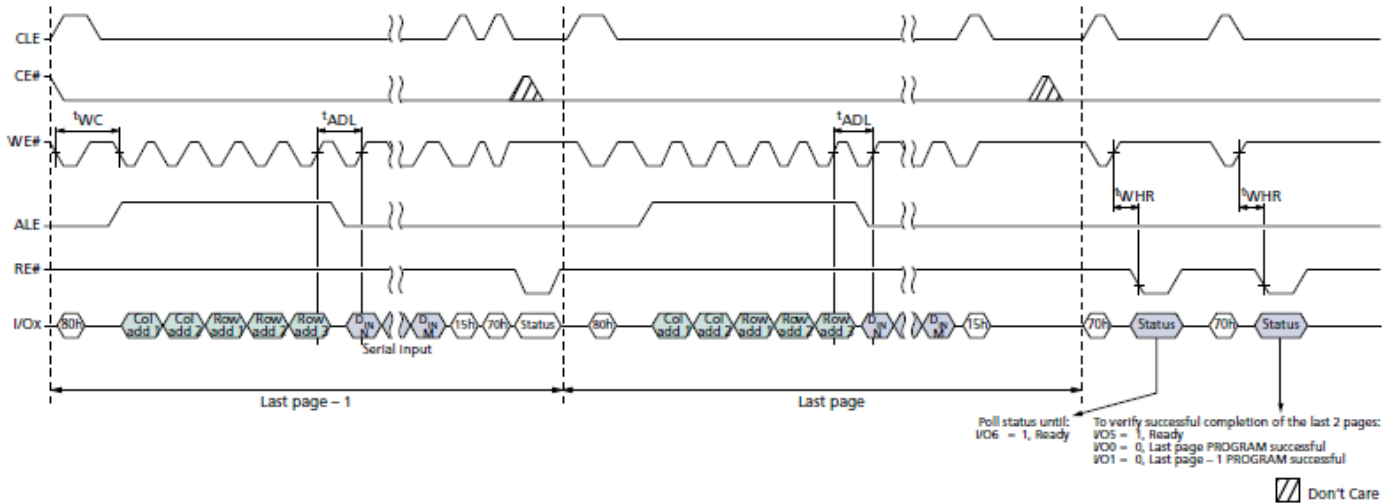 CLE
CE#
tWC
tADL
tADL
WE#
tWHR
tWHR
ALE
RE#
I/Ox
80h
Col add 1
Col add 2
Row add 1
Row add 2
Row add 3
DIN N
DIN M
15h
70h
Status
80h
Col add 1
Col add 2
Row add 1
Row add 2
Row add 3
DIN N
DIN M
15h
70h
Status
70h
Status
Serial input
Last page – 1
Last page
Poll status until:
I/O6 = 1, Ready
To verify successful completion of the last 2 pages:
I/O5 = 1, Ready
I/O0 = 0, Last page PROGRAM successful
I/O1 = 0, Last page – 1 PROGRAM successful
Don't Care